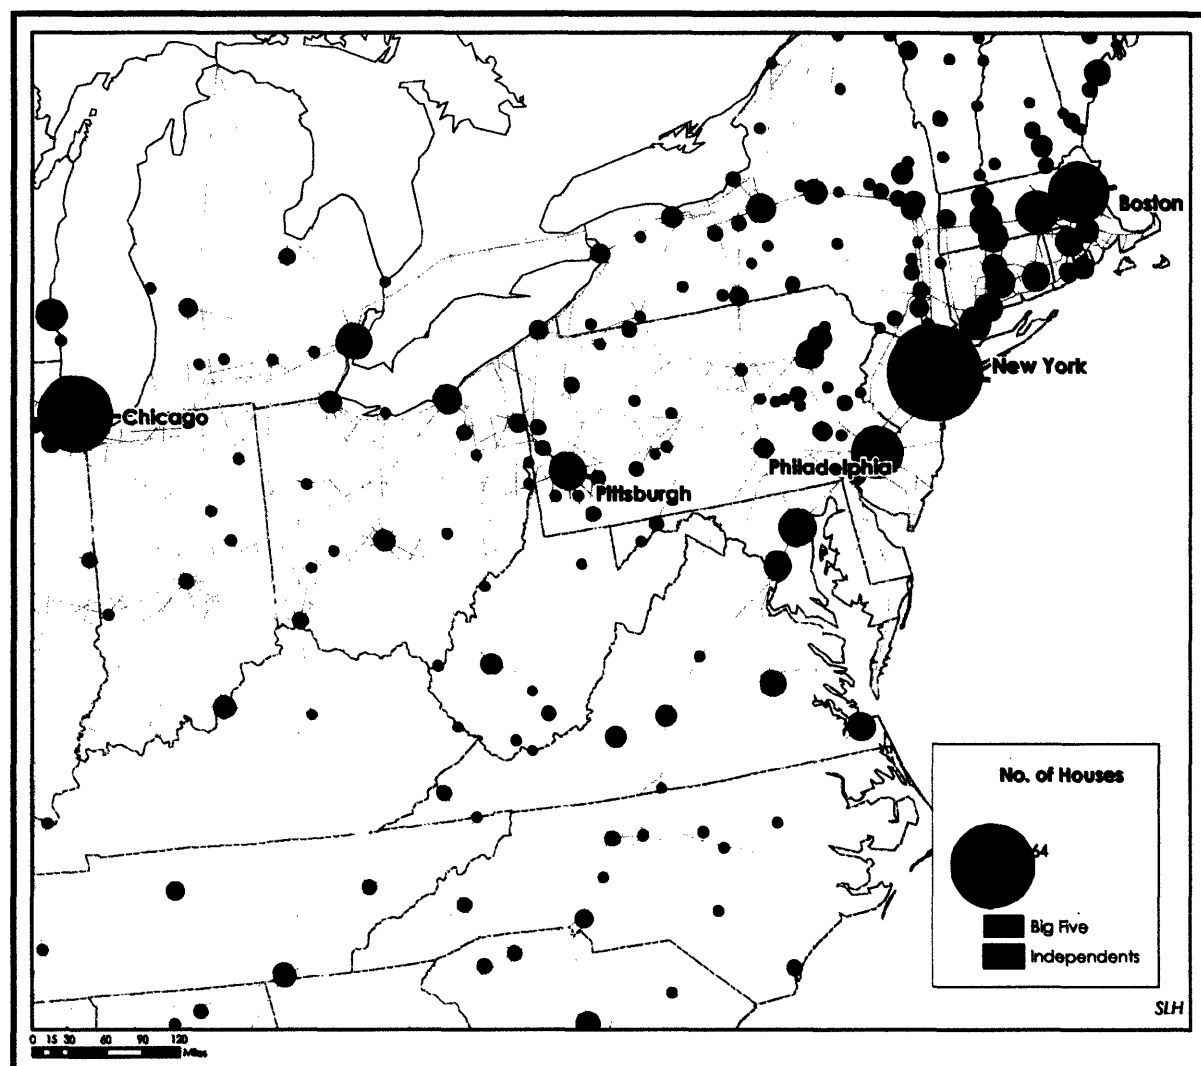 Boston
New York
Chicago
Philadelphia
Pittsburgh
No. of Houses
64
Big Five
Independents
SLH
0 15 30 60 90 120
Miles